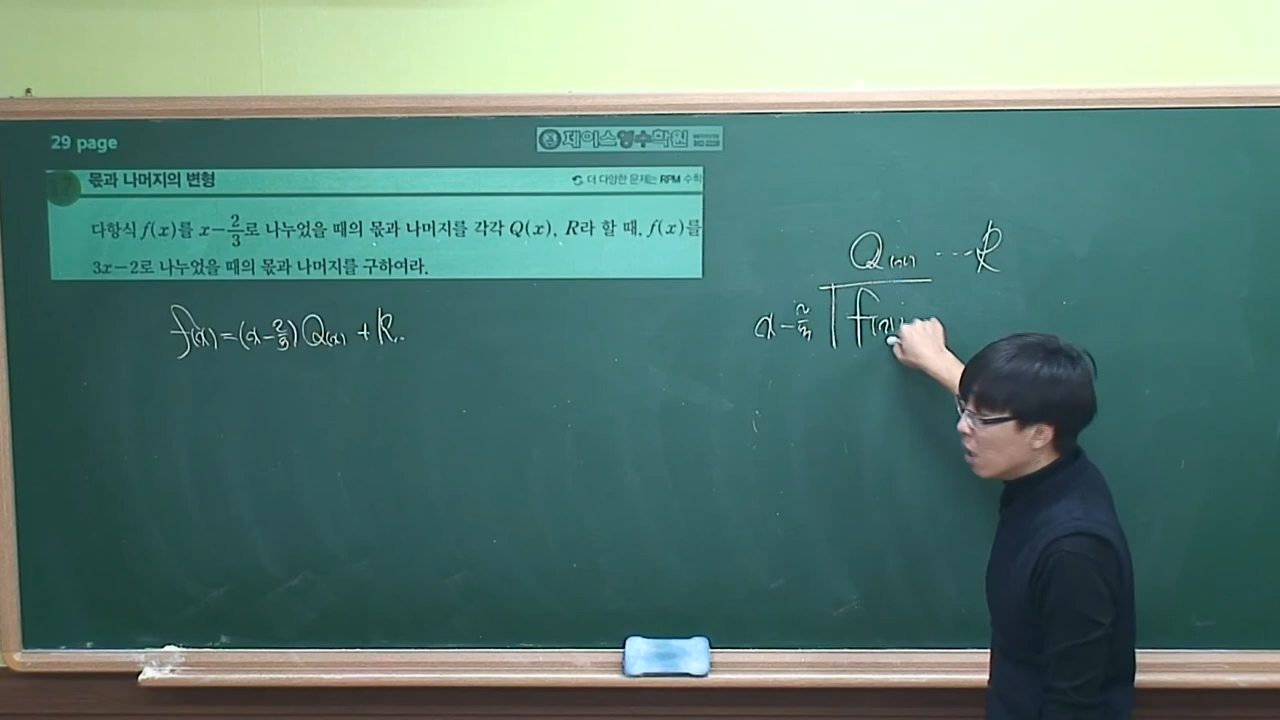 29 page
제이스영수학원
몫과 나머지의 변형
더 다양한 문제는 RPM 수학
다항식 f(x)를 x-2/3로 나누었을 때의 몫과 나머지를 각각 Q(x), R라 할 때, f(x)를
3x-2로 나누었을 때의 몫과 나머지를 구하여라.
f(x)=(x-2/3)Q(x)+R
Q(x) ... R
x-2/3 f(x)